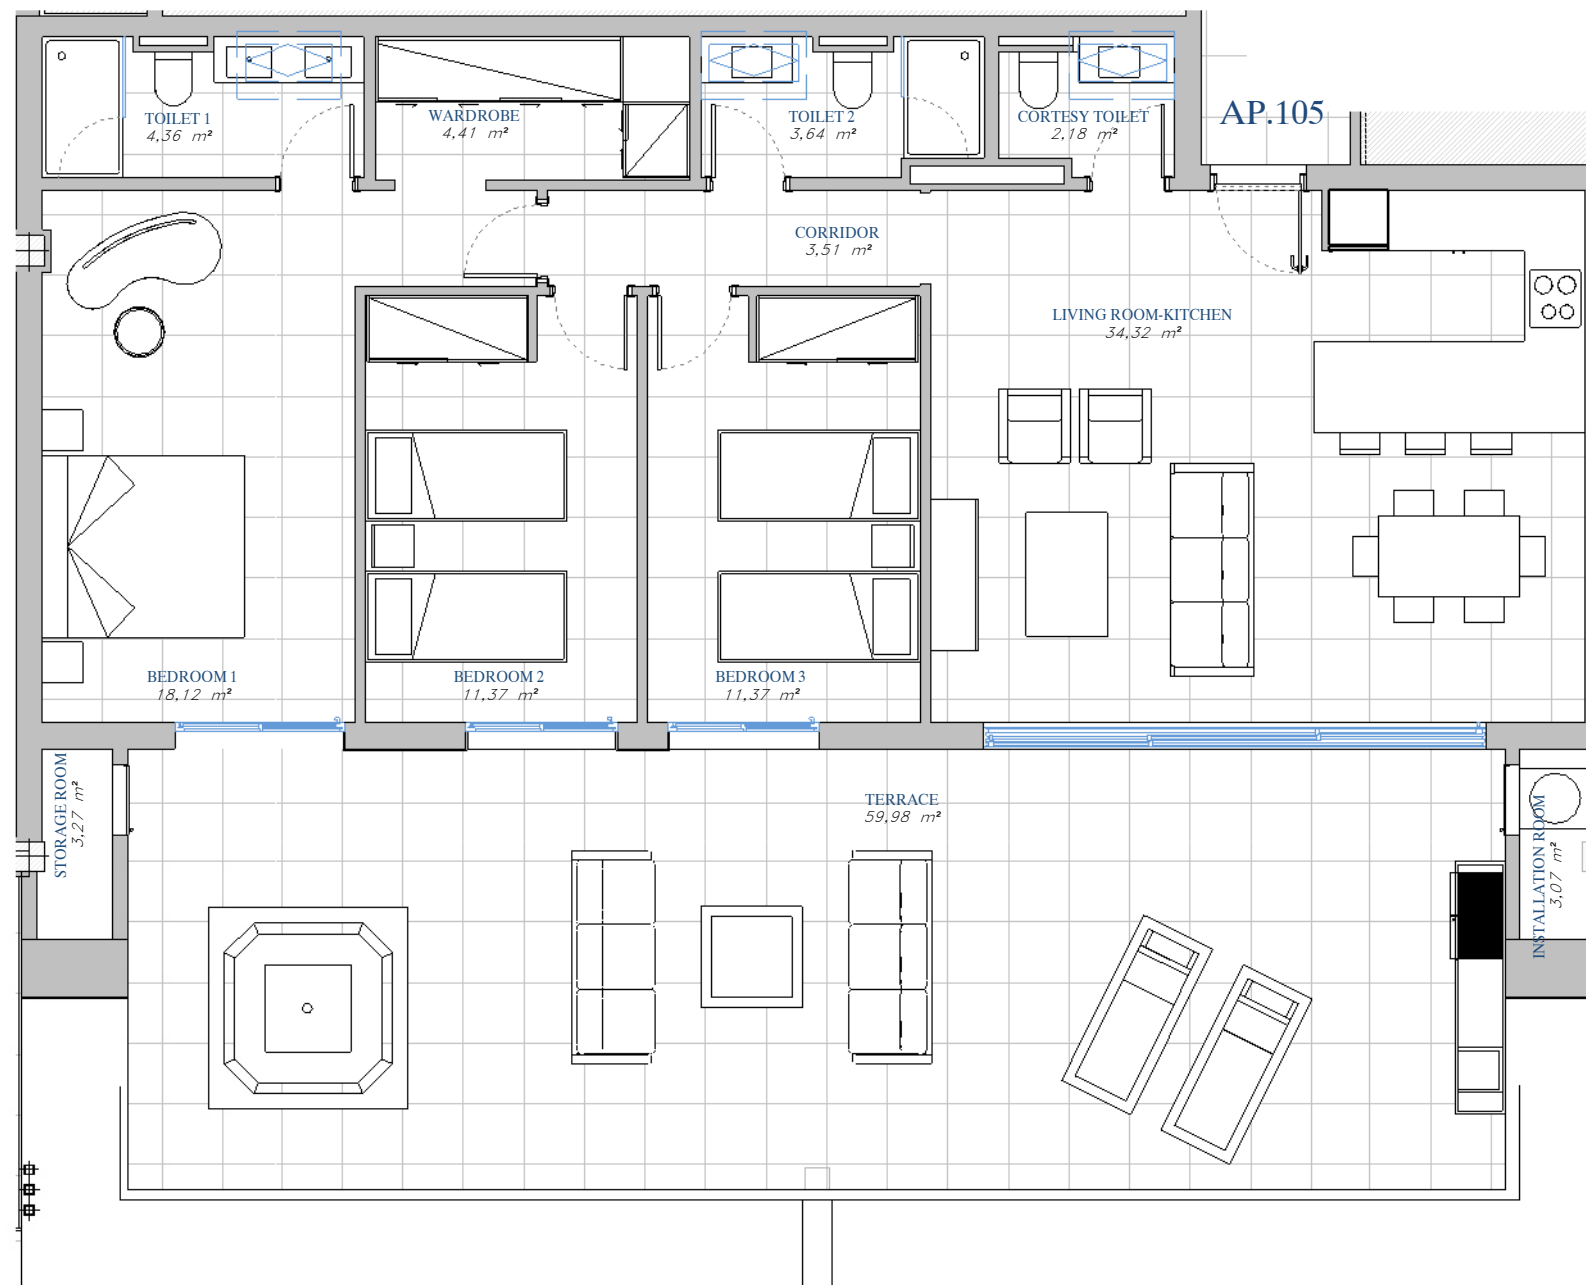 AP.105
TOILET 1
4,36 m²
WARDROBE
4,41 m²
TOILET 2
3,64 m²
CORTESY TOILET
2,18 m²
CORRIDOR
3,51 m²
LIVING ROOM-KITCHEN
34,32 m²
BEDROOM 1
18,12 m²
BEDROOM 2
11,37 m²
BEDROOM 3
11,37 m²
STORAGE ROOM
3,27 m²
TERRACE
59,98 m²
INSTALLATION ROOM
3,07 m²